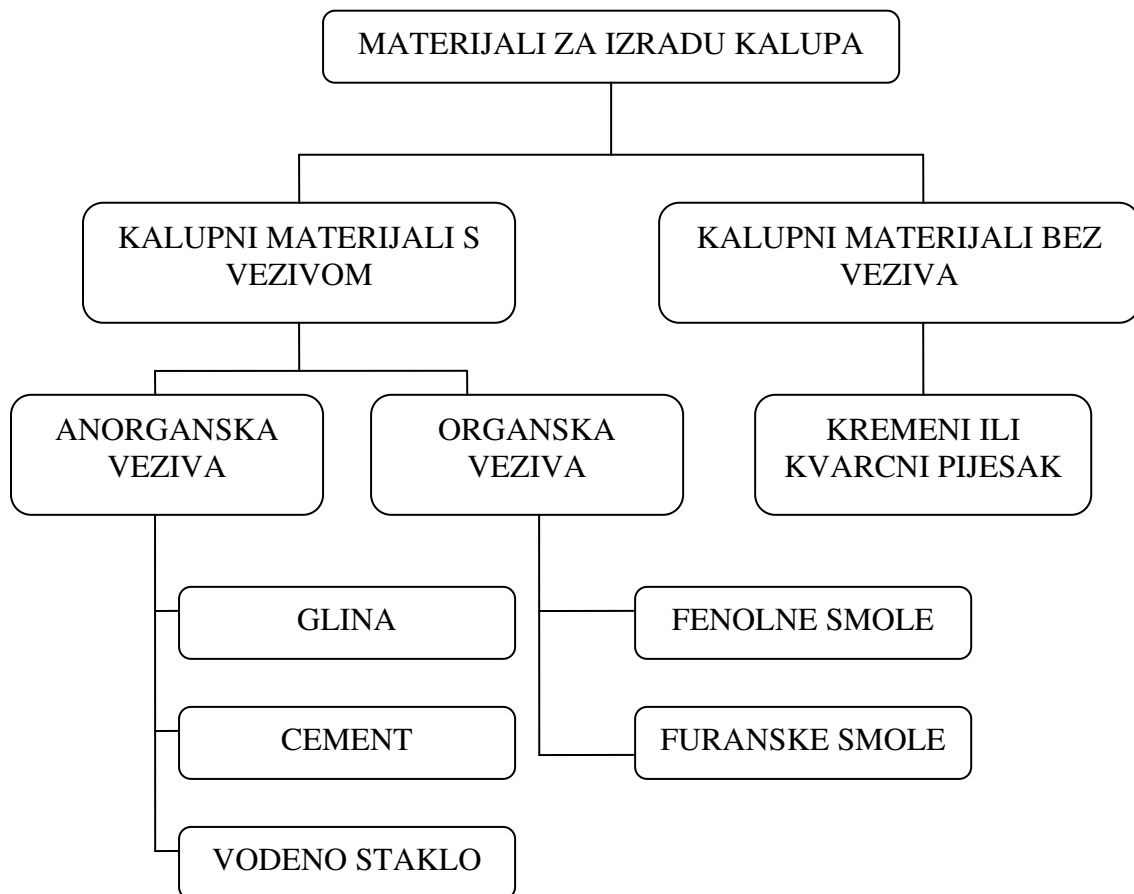 MATERIJALI ZA IZRADU KALUPA
KALUPNI MATERIJALI S
VEZIVOM
KALUPNI MATERIJALI BEZ
VEZIVA
ANORGANSKA
VEZIVA
ORGANSKA
VEZIVA
KREMENI ILI
KVARCNI PIJESAK
GLINA
FENOLNE SMOLE
CEMENT
FURANSKE SMOLE
VODENO STAKLO